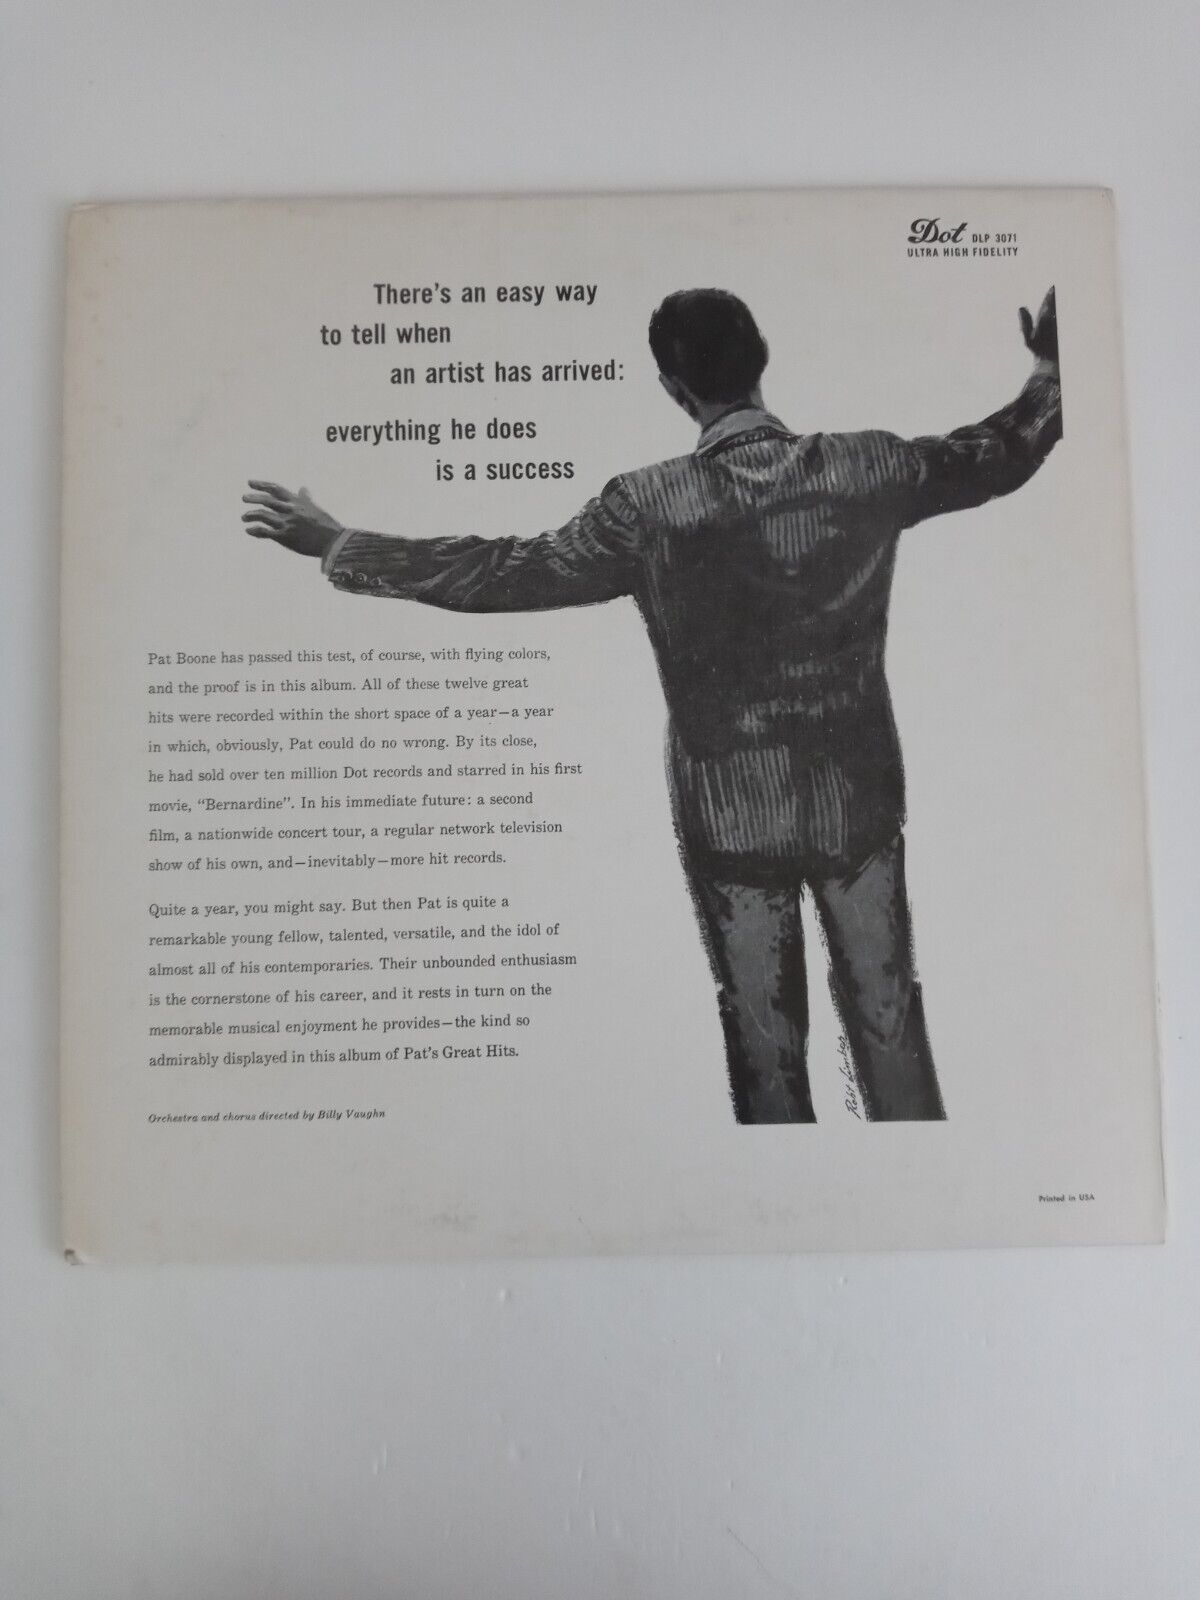 Dot DLP 3071
ULTRA HIGH FIDELITY
There's an easy way
to tell when
an artist has arrived:
everything he does
is a success
Pat Boone has passed this test, of course, with flying colors,
and the proof is in this album. All of these twelve great
hits were recorded within the short space of a year—a year
in which, obviously, Pat could do no wrong. By its close,
he had sold over ten million Dot records and starred in his first
movie, “Bernardine”. In his immediate future: a second
film, a nationwide concert tour, a regular network television
show of his own, and—inevitably—more hit records.
Quite a year, you might say. But then Pat is quite a
remarkable young fellow, talented, versatile, and the idol of
almost all of his contemporaries. Their unbounded enthusiasm
is the cornerstone of his career, and it rests in turn on the
memorable musical enjoyment he provides—the kind so
admirably displayed in this album of Pat's Great Hits.
Orchestra and chorus directed by Billy Vaughn
Printed in USA